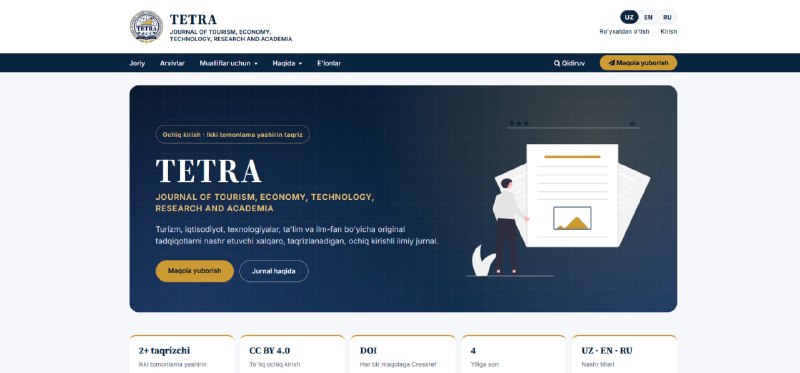 TETRA
JOURNAL OF TOURISM, ECONOMY,
TECHNOLOGY, RESEARCH AND ACADEMIA
UZ EN RU
Ro'yxatdan o'tish Kirish
Joriy Arxivlar Mualliflar uchun Haqida E'lonlar Qidiruv Maqola yuborish
Ochiq kirish · Ikki tomonlama yashirin taqriz
TETRA
JOURNAL OF TOURISM, ECONOMY, TECHNOLOGY,
RESEARCH AND ACADEMIA
Turizm, iqtisodiyot, texnologiyalar, ta'lim va ilm-fan bo'yicha original
tadqiqotlarni nashr etuvchi xalqaro, taqrizlanadigan, ochiq kirishli ilmiy jurnal.
Maqola yuborish Jurnal haqida
2+ taqrizchi CC BY 4.0 DOI 4 UZ · EN · RU
Ikki tomonlama yashirin To'liq ochiq kirish Har bir maqolaga Crossref Yiliga son Nashr tillari